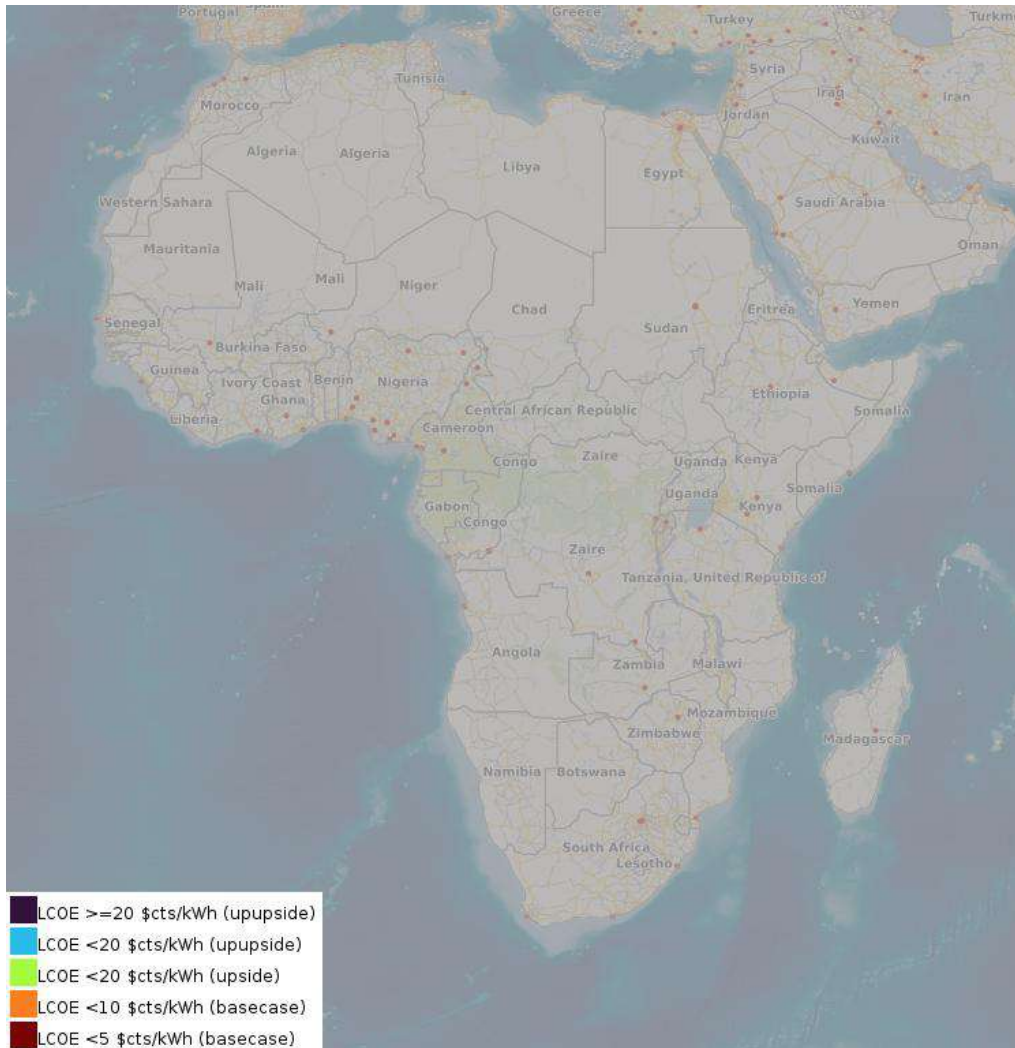 Portugal
Spain
Greece
Turkey
Turkm
Tunisia
Syria
Morocco
Iraq
Iran
Jordan
Algeria
Algeria
Kuwait
Libya
Egypt
Western Sahara
Saudi Arabia
Mauritania
Oman
Mali
Mali
Niger
Chad
Eritrea
Yemen
Senegal
Sudan
Burkina Faso
Guinea
Ivory Coast
Benin
Nigeria
Ethiopia
Ghana
Somalia
Liberia
Central African Republic
Cameroon
Congo
Zaire
Uganda
Kenya
Somalia
Uganda
Gabon
Kenya
Congo
Zaire
Tanzania, United Republic of
Angola
Zambia
Malawi
Mozambique
Zimbabwe
Madagascar
Namibia
Botswana
South Africa
Lesotho
LCOE >=20 $cts/kWh (upupside)
LCOE <20 $cts/kWh (upupside)
LCOE <20 $cts/kWh (upside)
LCOE <10 $cts/kWh (basecase)
LCOE <5 $cts/kWh (basecase)